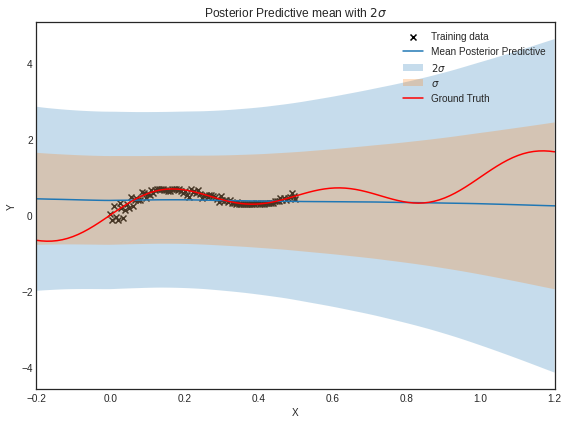 Posterior Predictive mean with 2σ
Training data
Mean Posterior Predictive
2σ
σ
Ground Truth
4
2
0
−2
−4
Y
−0.2 0.0 0.2 0.4 0.6 0.8 1.0 1.2
X